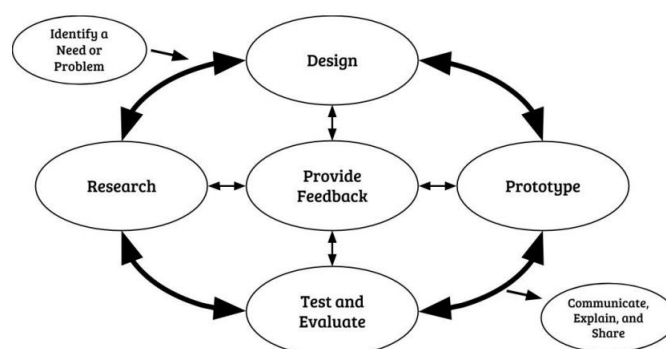 Identify a
Need or
Problem
Design
Research
Provide
Feedback
Prototype
Test and
Evaluate
Communicate,
Explain, and
Share